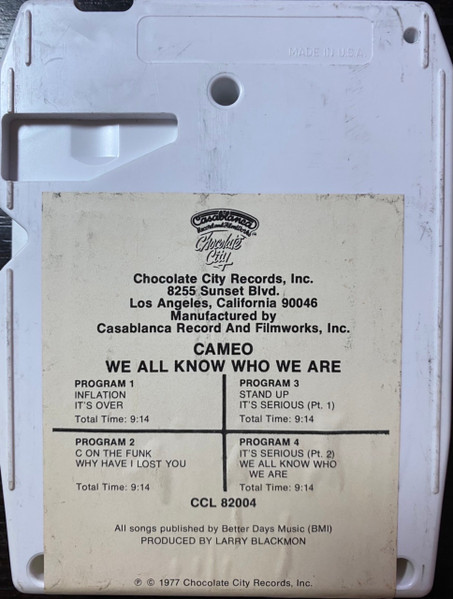 MADE IN U.S.A.
Casablanca
Record and Filmworks
Chocolate
City
Chocolate City Records, Inc.
8255 Sunset Blvd.
Los Angeles, California 90046
Manufactured by
Casablanca Record And Filmworks, Inc.
CAMEO
WE ALL KNOW WHO WE ARE
PROGRAM 1
INFLATION
IT'S OVER
Total Time: 9:14
PROGRAM 3
STAND UP
IT'S SERIOUS (Pt. 1)
Total Time: 9:14
PROGRAM 2
C ON THE FUNK
WHY HAVE I LOST YOU
Total Time: 9:14
PROGRAM 4
IT'S SERIOUS (Pt. 2)
WE ALL KNOW WHO
WE ARE
Total Time: 9:14
CCL 82004
All songs published by Better Days Music (BMI)
PRODUCED BY LARRY BLACKMON
℗ © 1977 Chocolate City Records, Inc.